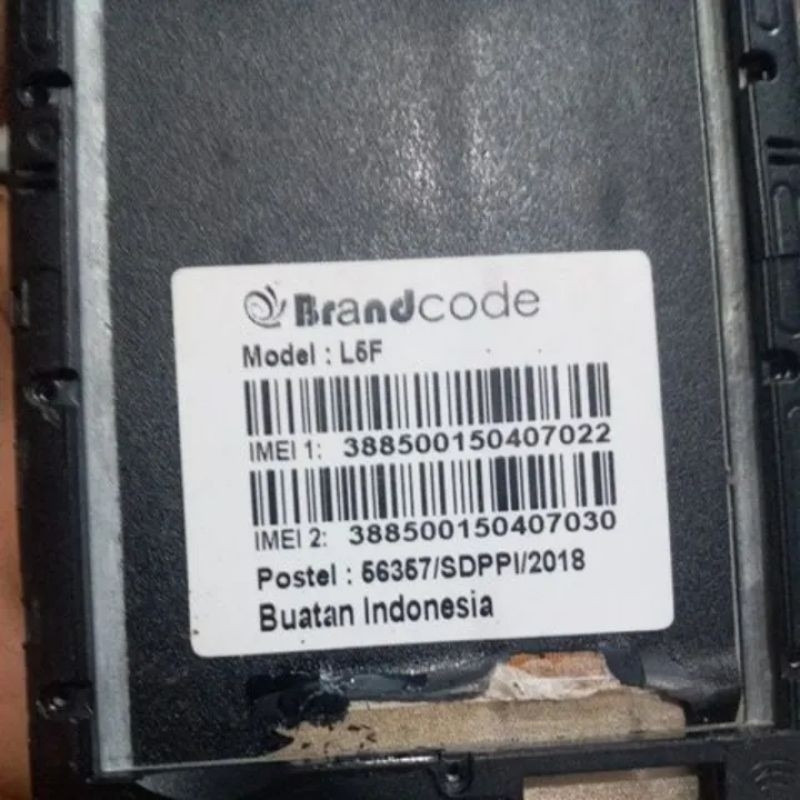 Brandcode
Model : L5F
IMEI 1: 388500150407022
IMEI 2: 388500150407030
Postel : 56357/SDPPI/2018
Buatan Indonesia